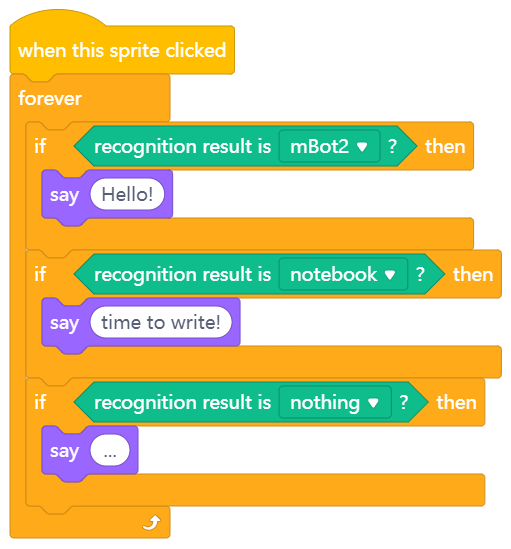 when this sprite clicked
forever
if recognition result is mBot2 ? then
say Hello!
if recognition result is notebook ? then
say time to write!
if recognition result is nothing ? then
say ...